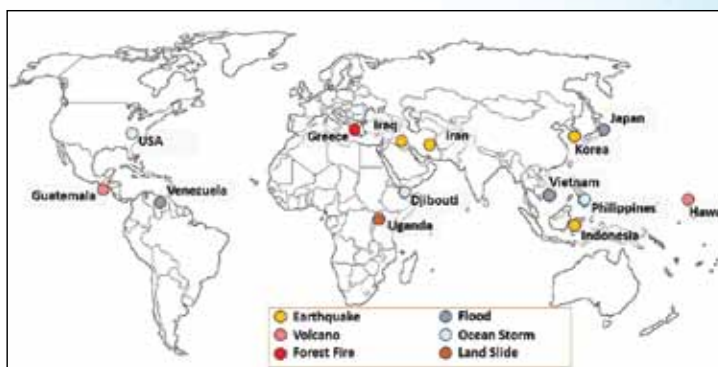 Japan
Greece
Iraq
Iran
Korea
USA
Guatemala
Venezuela
Vietnam
Djibouti
Philippines
Hawa
Uganda
Indonesia
Earthquake
Flood
Volcano
Ocean Storm
Forest Fire
Land Slide